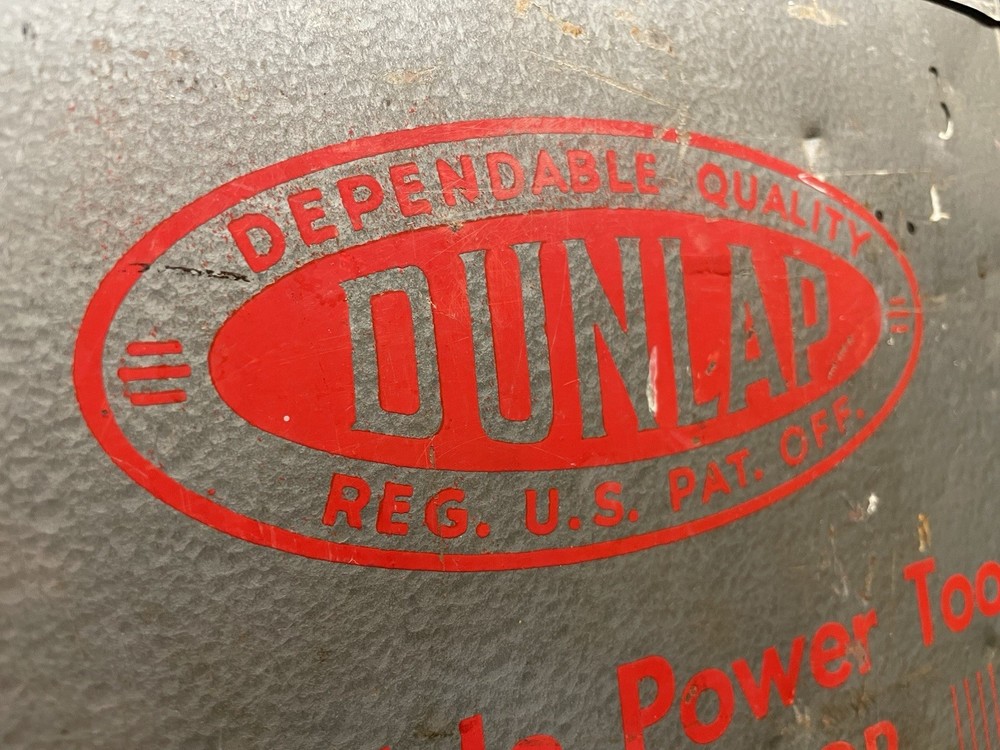 DEPENDABLE QUALITY
DUNLAP
REG. U.S. PAT. OFF.
Power